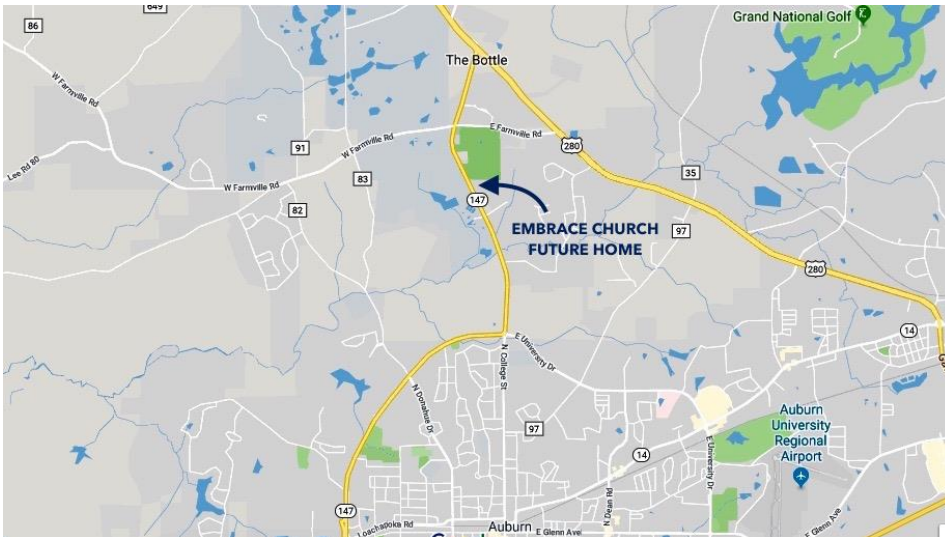 649
86
Grand National Golf
The Bottle
W Farmville Rd
E Farmville Rd
W Farmville Rd
280
91
Lee Rd 80
83
35
W Farmville Rd
147
82
EMBRACE CHURCH
FUTURE HOME
97
280
14
E University Dr
N College St
N Donahue Dr
97
Auburn
University
Regional
Airport
14
E University Dr
N Dean Rd
147
Loachapoka Rd
Auburn
E Glenn Ave
E Glenn Ave